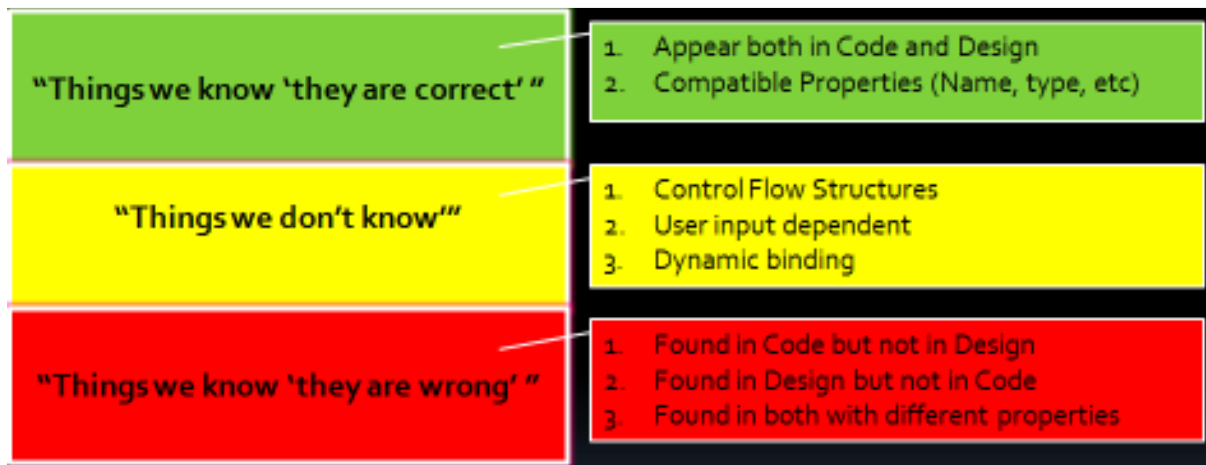 “Things we know ‘they are correct’ ”
1. Appear both in Code and Design
2. Compatible Properties (Name, type, etc)
“Things we don’t know’”
1. Control Flow Structures
2. User input dependent
3. Dynamic binding
“Things we know ‘they are wrong’ ”
1. Found in Code but not in Design
2. Found in Design but not in Code
3. Found in both with different properties